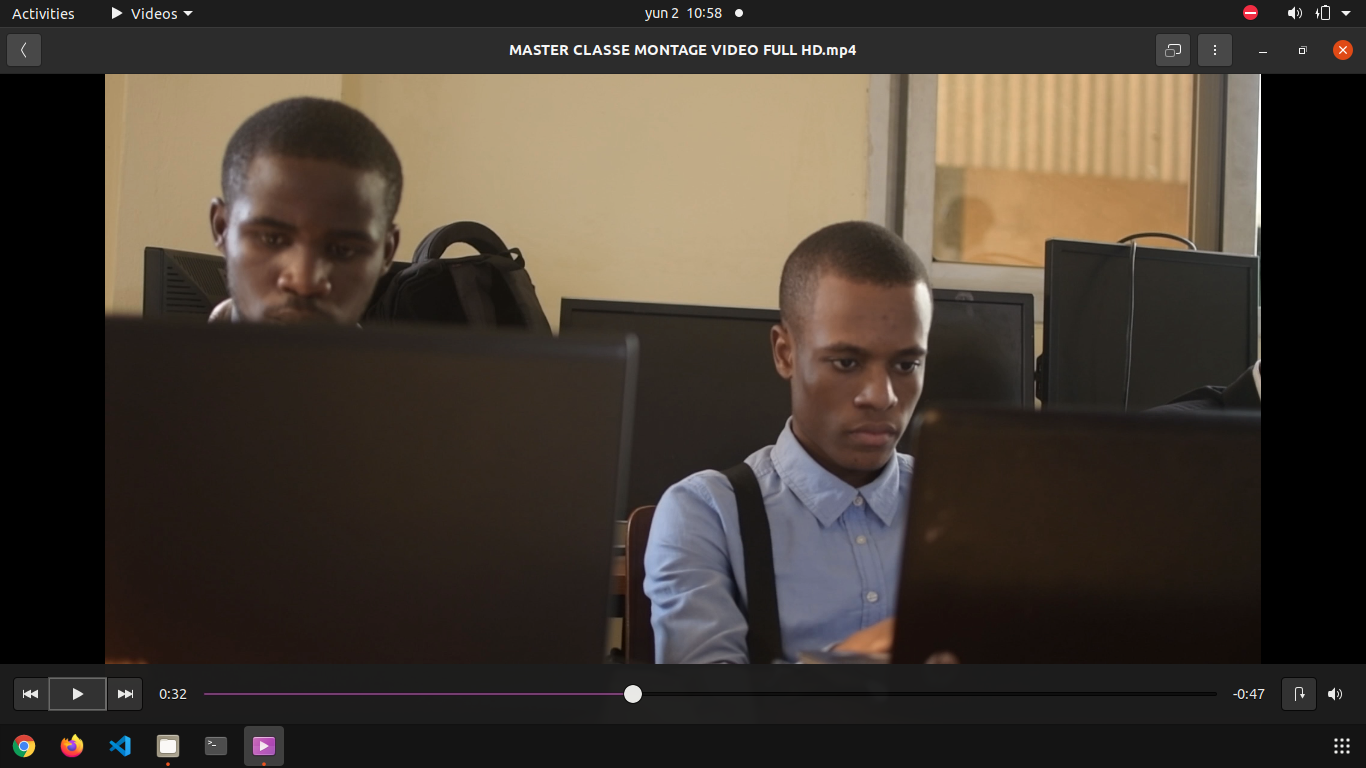 Activities
Videos
yun 2 10:58
MASTER CLASSE MONTAGE VIDEO FULL HD.mp4
0:32
-0:47